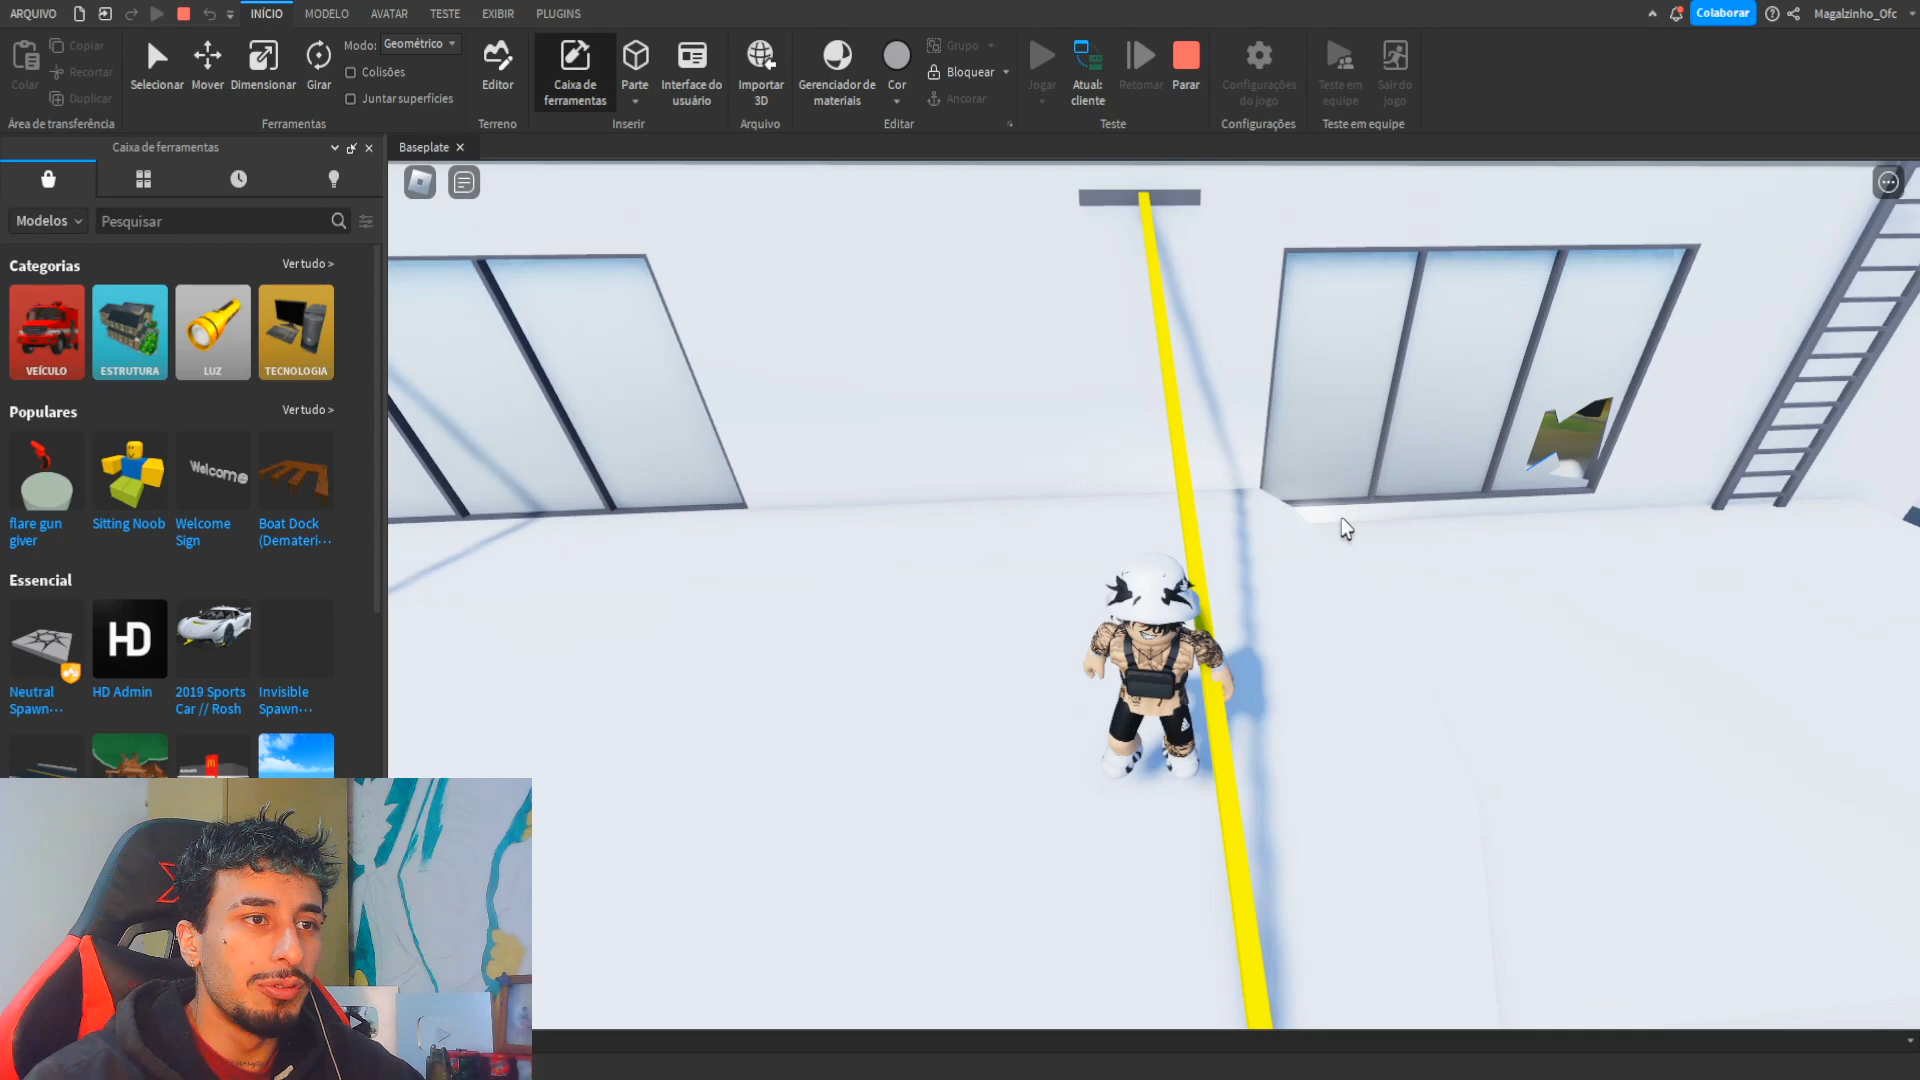 ARQUIVO INÍCIO MODELO AVATAR TESTE EXIBIR PLUGINS Colaborar Magalzinho_Ofc
Colar Copiar Recortar Duplicar
Selecionar Mover Dimensionar Girar
Modo: Geométrico
Colisões
Juntar superfícies
Editor
Caixa de ferramentas
Parte
Interface do usuário
Importar 3D
Gerenciador de materiais
Cor
Grupo
Bloquear
Ancorar
Jogar
Atual: cliente
Retomar
Parar
Configurações do jogo
Teste em equipe
Sair do jogo
Área de transferência Ferramentas Terreno Inserir Arquivo Editar Teste Configurações Teste em equipe
Caixa de ferramentas
Baseplate
Modelos Pesquisar
Categorias Ver tudo >
VEÍCULO ESTRUTURA LUZ TECNOLOGIA
Populares Ver tudo >
Welcome
flare gun giver
Sitting Noob
Welcome Sign
Boat Dock (Demateri...
Essencial
HD
Neutral Spawn...
HD Admin
2019 Sports Car // Rosh
Invisible Spawn...